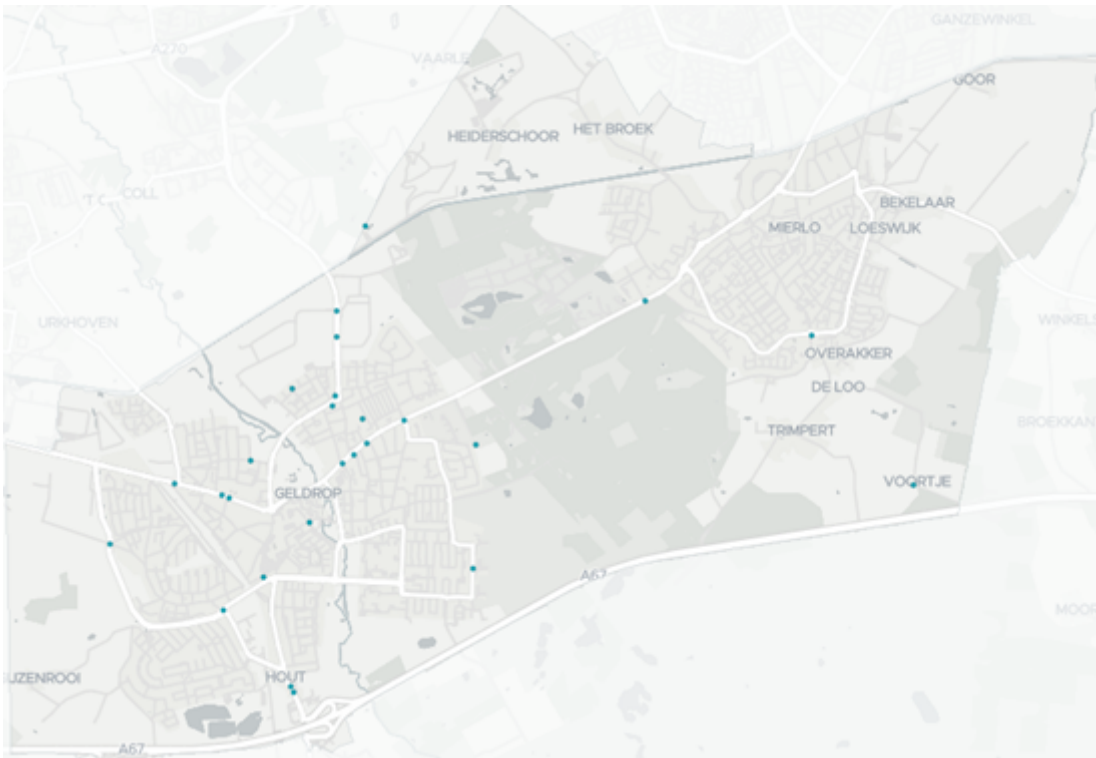 GANZEWINKEL
A270
VAARLE
GOOR
HET BROEK
HEIDERSCHOOR
COLL
BEKELAAR
MIERLO
LOESWIJK
URKHOVEN
WINKELS
OVERAKKER
DE LOO
BROEKKAN
TRIMPERT
VOORTJE
GELDROP
A67
MOOR
HOUT
IJZENROOI
A67